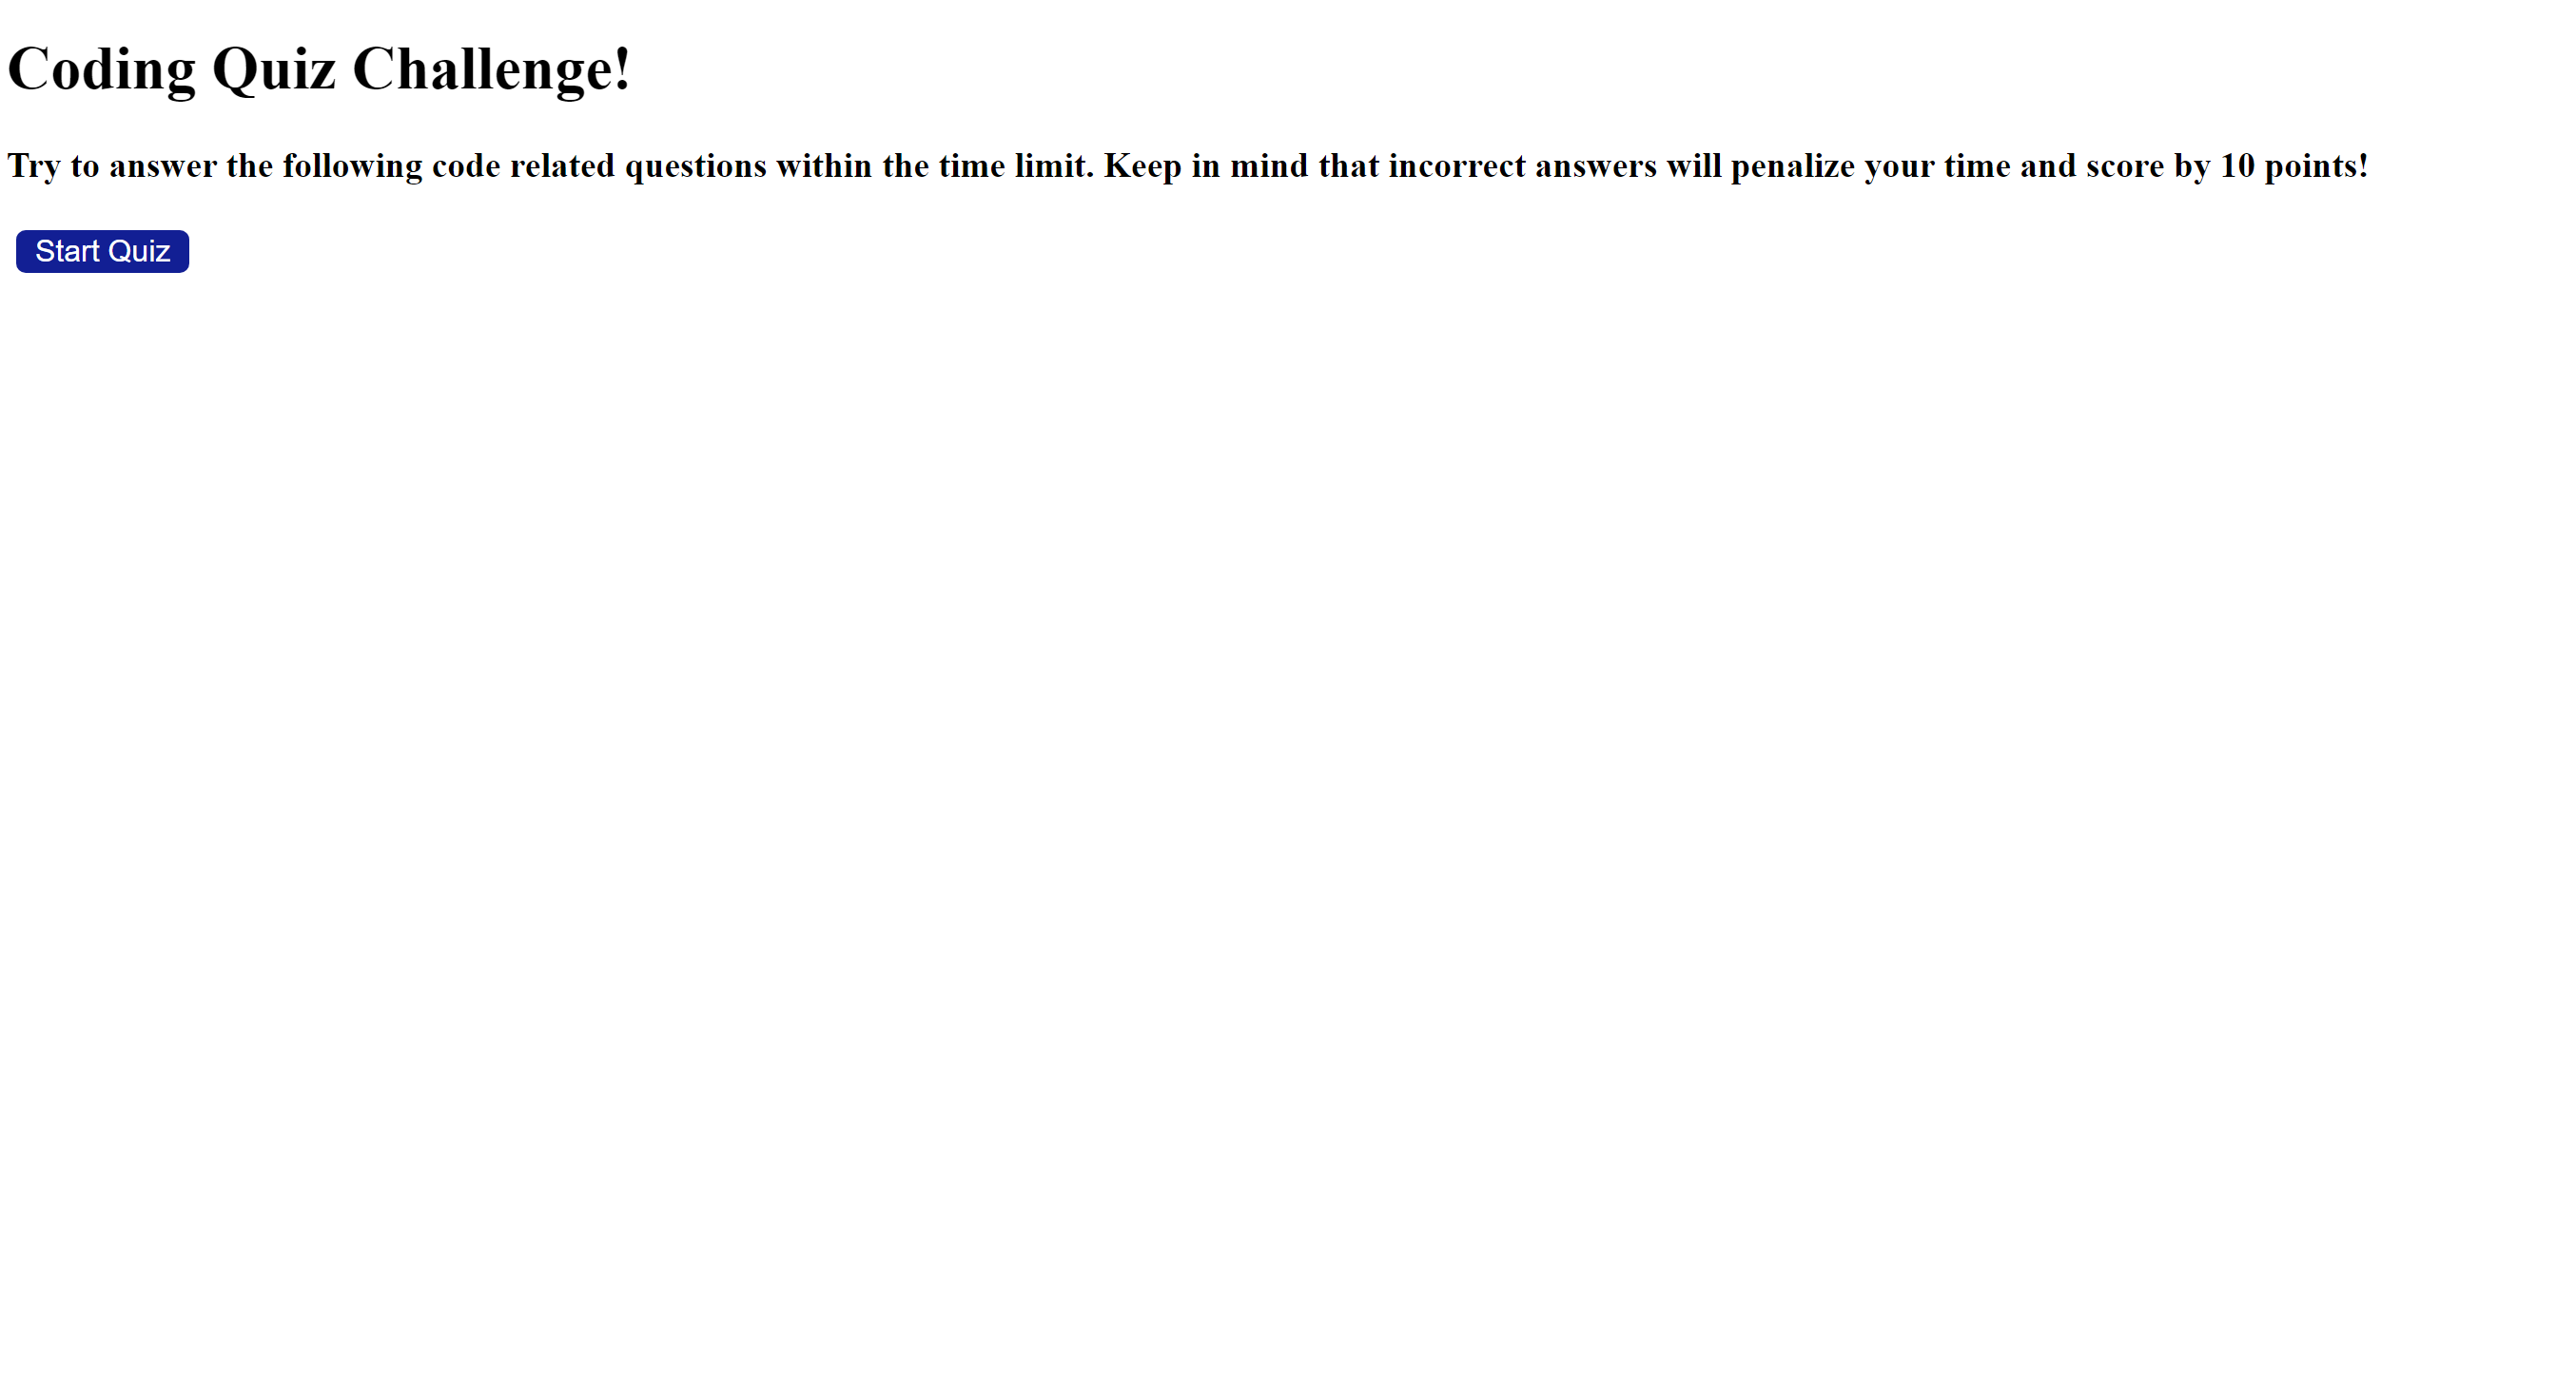 Coding Quiz Challenge!
Try to answer the following code related questions within the time limit. Keep in mind that incorrect answers will penalize your time and score by 10 points!
Start Quiz